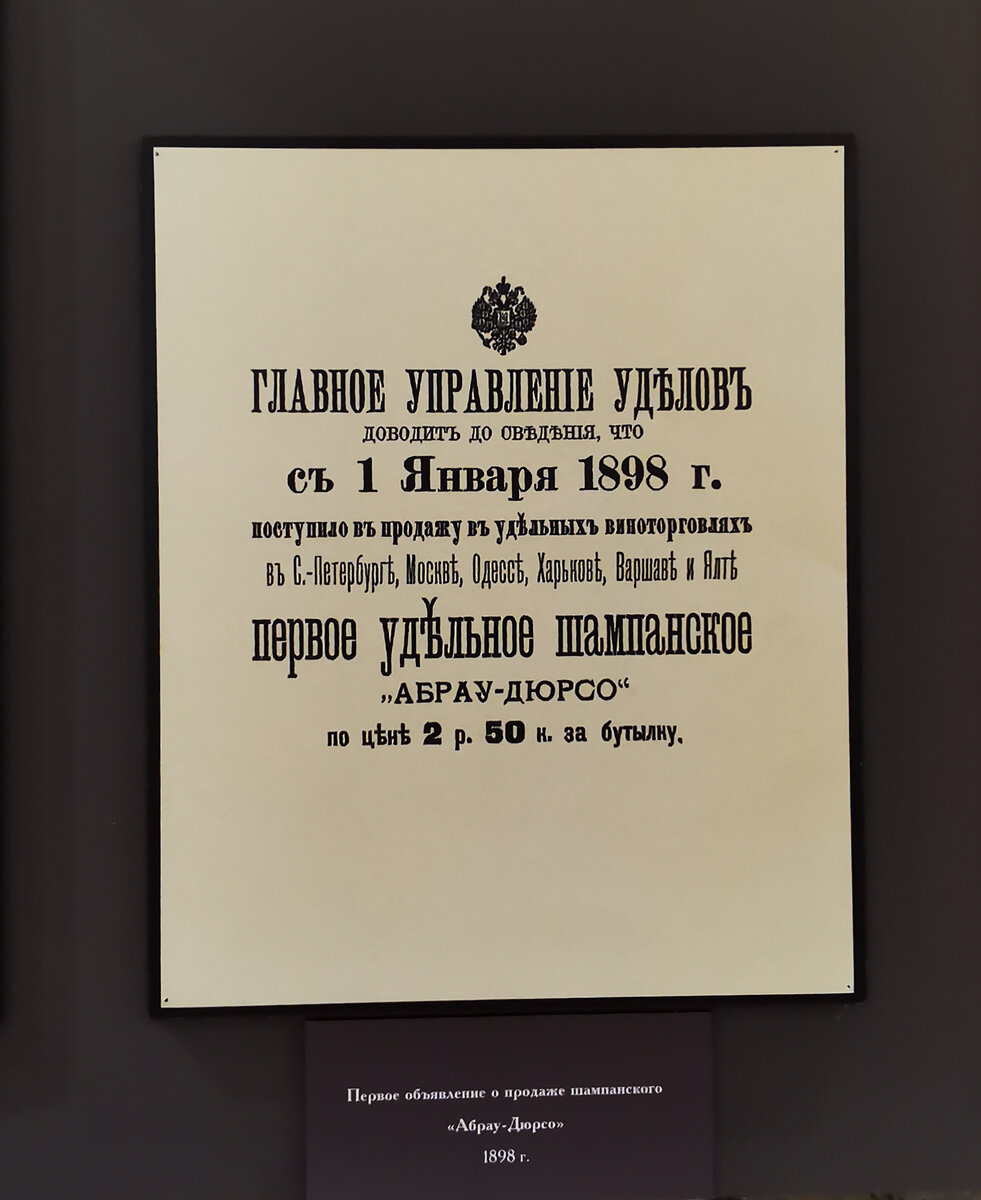 ГЛАВНОЕ УПРАВЛЕНІЕ УДѢЛОВЪ
ДОВОДИТЪ ДО СВѢДѢНІЯ, ЧТО
съ 1 Января 1898 г.
поступило въ продажу въ удѣльныхъ виноторговляхъ
въ С.-Петербургѣ, Москвѣ, Одессѣ, Харьковѣ, Варшавѣ и Ялтѣ
первое удѣльное шампанское
„АБРАУ-ДЮРСО“
по цѣнѣ 2 р. 50 к. за бутылку.
Первое объявление о продаже шампанского
«Абрау-Дюрсо»
1898 г.